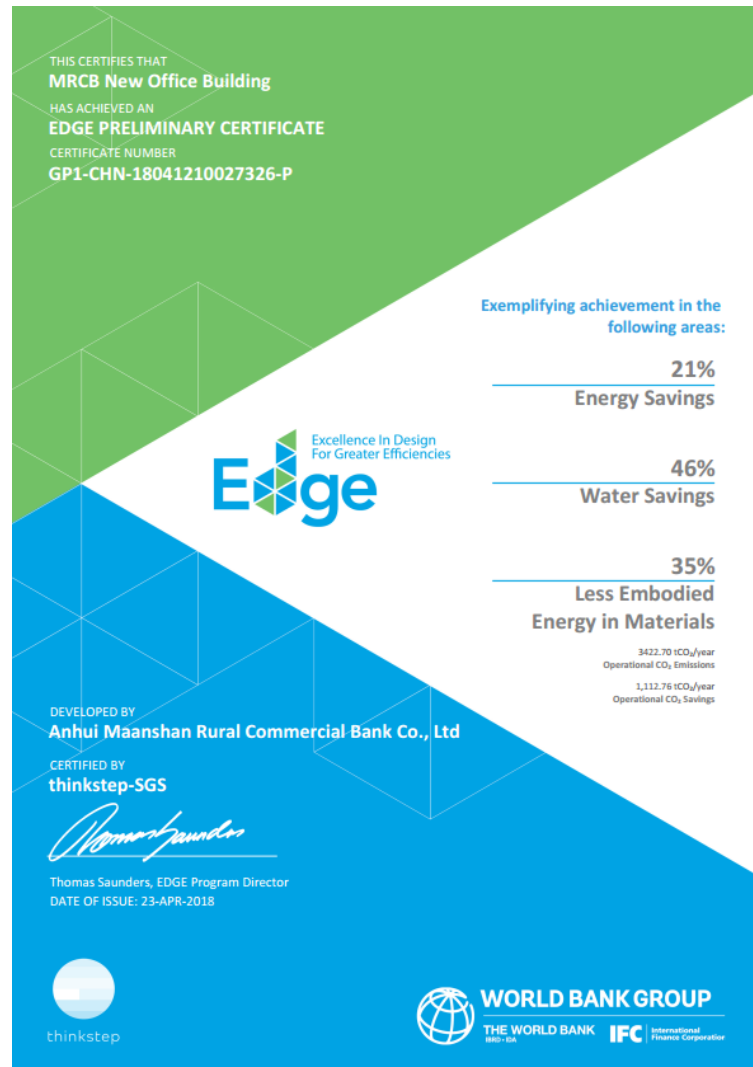 THIS CERTIFIES THAT
MRCB New Office Building
HAS ACHIEVED AN
EDGE PRELIMINARY CERTIFICATE
CERTIFICATE NUMBER
GP1-CHN-18041210027326-P
Exemplifying achievement in the
following areas:
21%
Energy Savings
46%
Water Savings
35%
Less Embodied
Energy in Materials
3422.70 tCO₂/year
Operational CO₂ Emissions
1,112.76 tCO₂/year
Operational CO₂ Savings
Edge
Excellence In Design
For Greater Efficiencies
DEVELOPED BY
Anhui Maanshan Rural Commercial Bank Co., Ltd
CERTIFIED BY
thinkstep-SGS
Thomas Saunders
Thomas Saunders, EDGE Program Director
DATE OF ISSUE: 23-APR-2018
thinkstep
WORLD BANK GROUP
THE WORLD BANK
IBRD • IDA
IFC
International
Finance Corporation